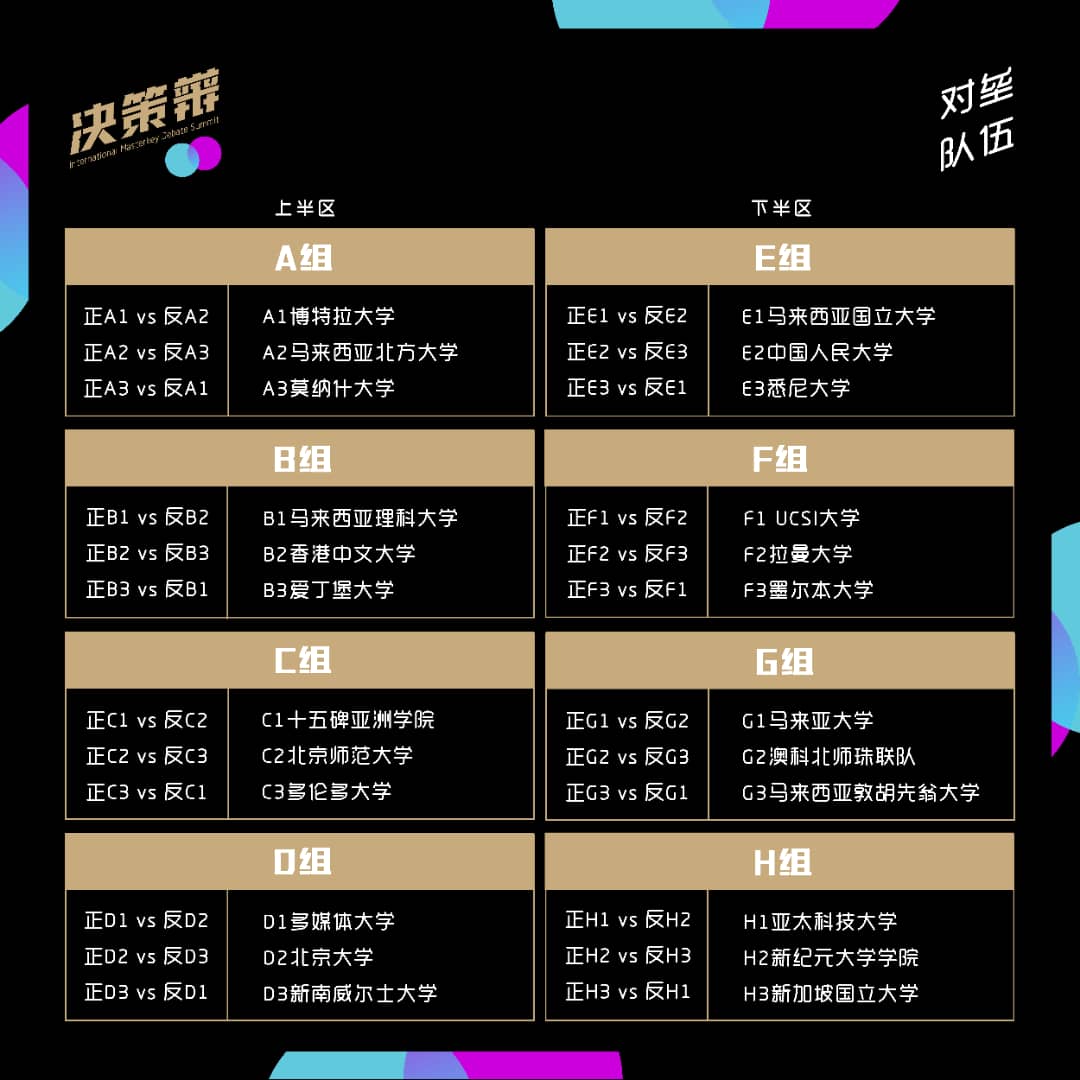 决策辩
International Masterkey Debate Summit
对垒
队伍
上半区
A组
正A1 vs 反A2
正A2 vs 反A3
正A3 vs 反A1
A1博特拉大学
A2马来西亚北方大学
A3莫纳什大学
B组
正B1 vs 反B2
正B2 vs 反B3
正B3 vs 反B1
B1马来西亚理科大学
B2香港中文大学
B3爱丁堡大学
C组
正C1 vs 反C2
正C2 vs 反C3
正C3 vs 反C1
C1十五碑亚洲学院
C2北京师范大学
C3多伦多大学
D组
正D1 vs 反D2
正D2 vs 反D3
正D3 vs 反D1
D1多媒体大学
D2北京大学
D3新南威尔士大学
下半区
E组
正E1 vs 反E2
正E2 vs 反E3
正E3 vs 反E1
E1马来西亚国立大学
E2中国人民大学
E3悉尼大学
F组
正F1 vs 反F2
正F2 vs 反F3
正F3 vs 反F1
F1 UCSI大学
F2拉曼大学
F3墨尔本大学
G组
正G1 vs 反G2
正G2 vs 反G3
正G3 vs 反G1
G1马来亚大学
G2澳科北师珠联队
G3马来西亚敦胡先翁大学
H组
正H1 vs 反H2
正H2 vs 反H3
正H3 vs 反H1
H1亚太科技大学
H2新纪元大学学院
H3新加坡国立大学